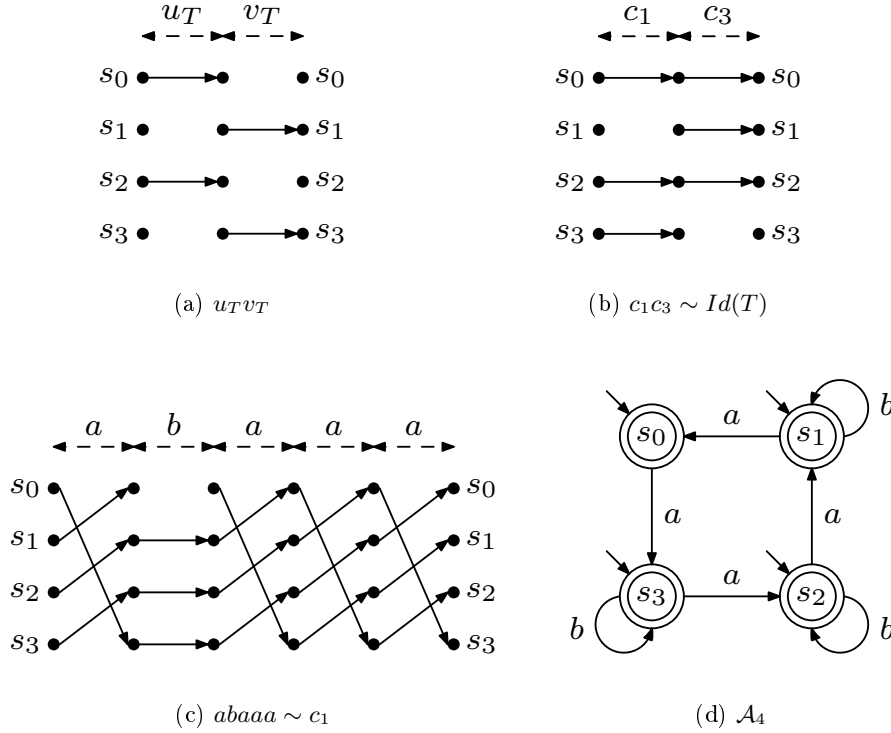 u_T v_T c_1 c_3
s_0 s_0 s_0 s_0
s_1 s_1 s_1 s_1
s_2 s_2 s_2 s_2
s_3 s_3 s_3 s_3
(a) u_T v_T (b) c_1 c_3 ∼ Id(T)
a b a a a
s_0 s_0
s_1 s_1
s_2 s_2
s_3 s_3
(c) abaaa ∼ c_1
s_0 a s_1 b
a a
s_3 a s_2
b b
(d) 𝒜_4